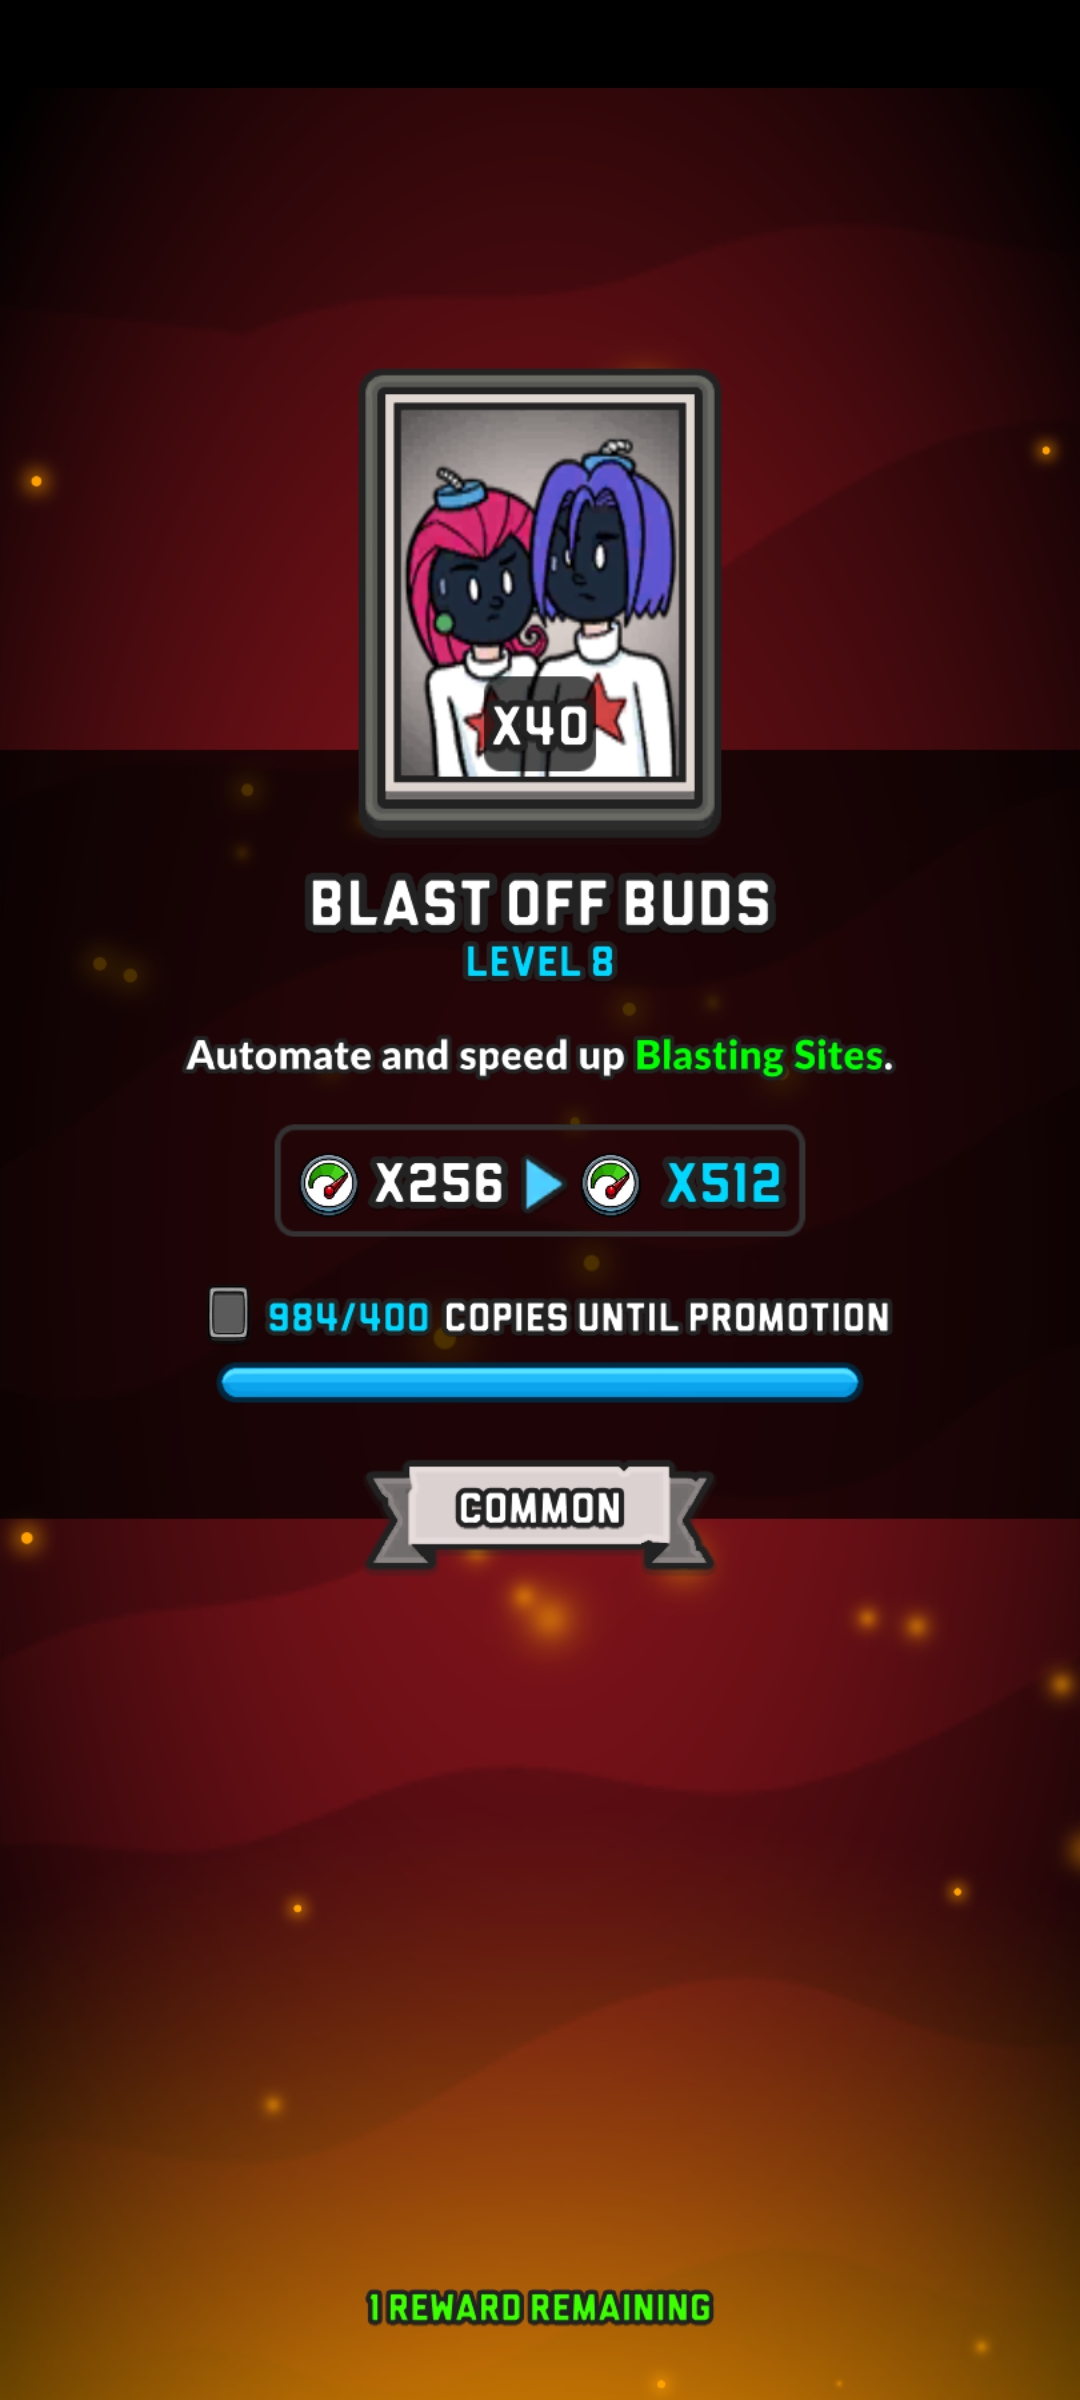 X40
BLAST OFF BUDS
LEVEL 8
Automate and speed up Blasting Sites.
X256 X512
984/400 COPIES UNTIL PROMOTION
COMMON
1 REWARD REMAINING